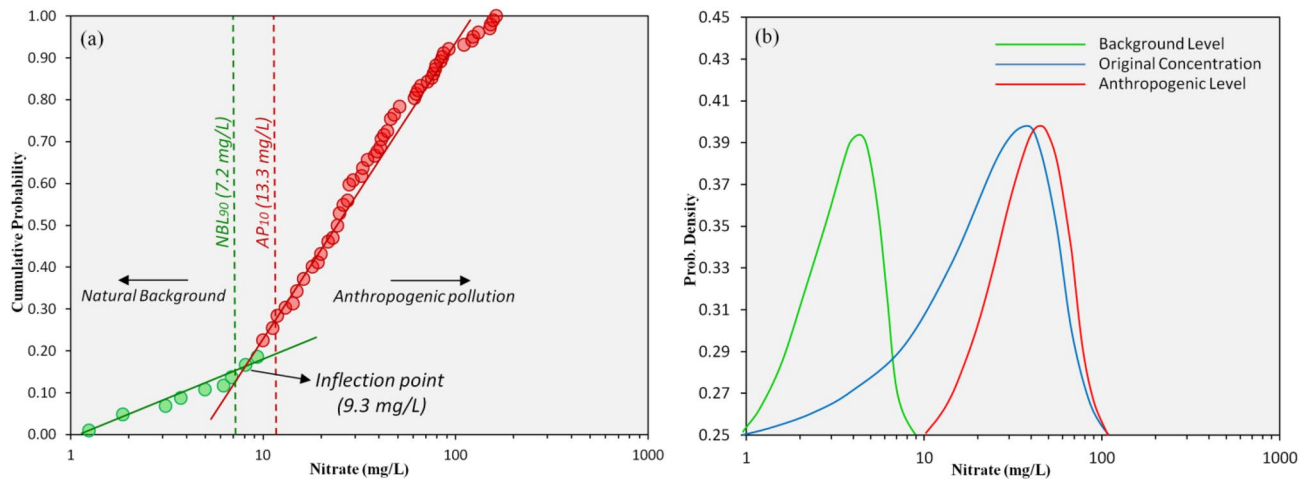 (a)
1.00
0.90
0.80
0.70
0.60
0.50
0.40
0.30
0.20
0.10
0.00
Cumulative Probability
NBL90 (7.2 mg/L)
AP10 (13.3 mg/L)
Natural Background
Anthropogenic pollution
Inflection point
(9.3 mg/L)
1
10
100
1000
Nitrate (mg/L)
(b)
0.45
0.43
0.41
0.39
0.37
0.35
0.33
0.31
0.29
0.27
0.25
Prob. Density
Background Level
Original Concentration
Anthropogenic Level
1
10
100
1000
Nitrate (mg/L)